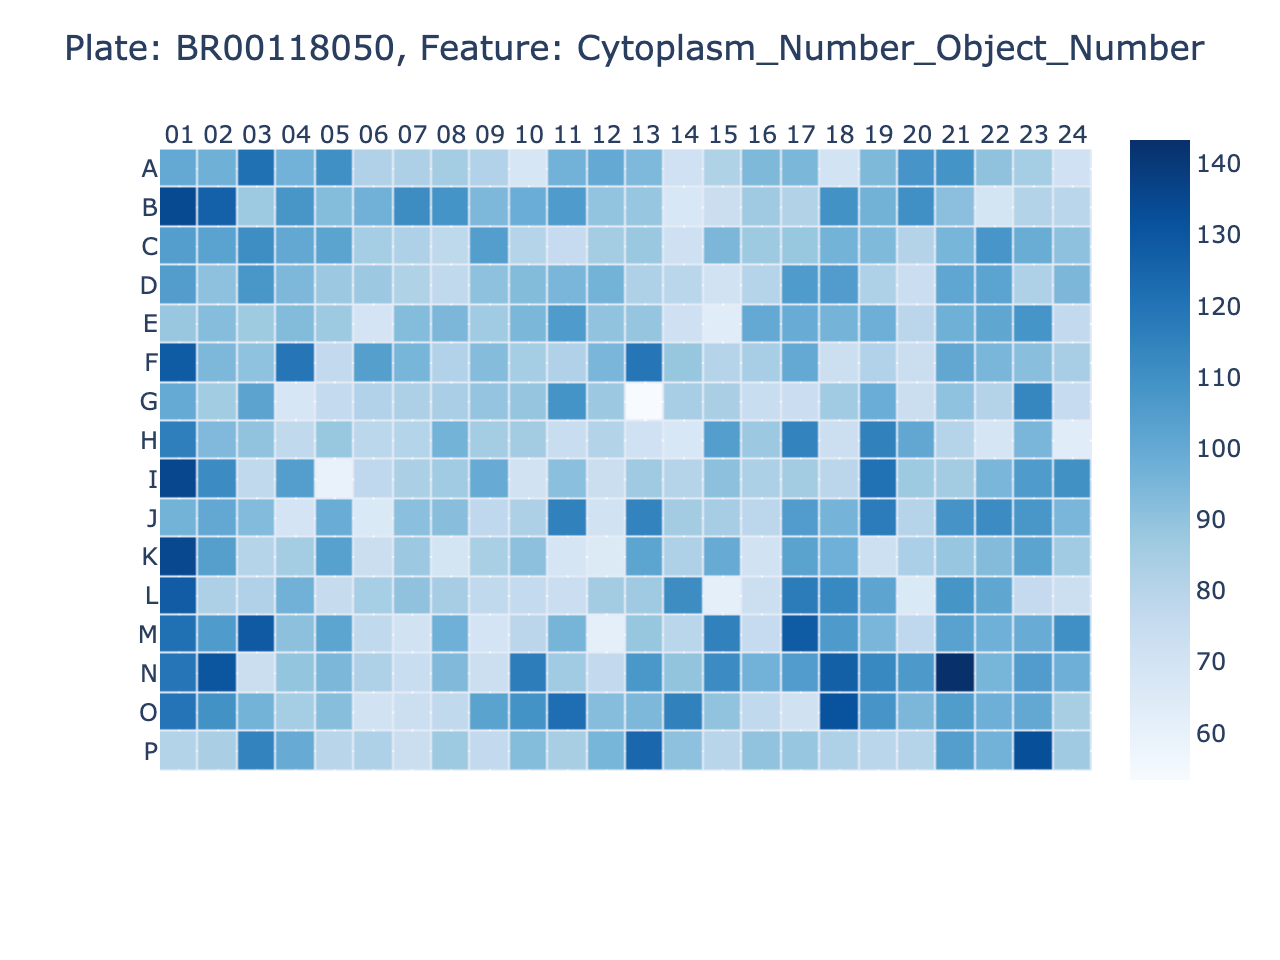 Plate: BR00118050, Feature: Cytoplasm_Number_Object_Number
01 02 03 04 05 06 07 08 09 10 11 12 13 14 15 16 17 18 19 20 21 22 23 24
A
B
C
D
E
F
G
H
I
J
K
L
M
N
O
P
140
130
120
110
100
90
80
70
60